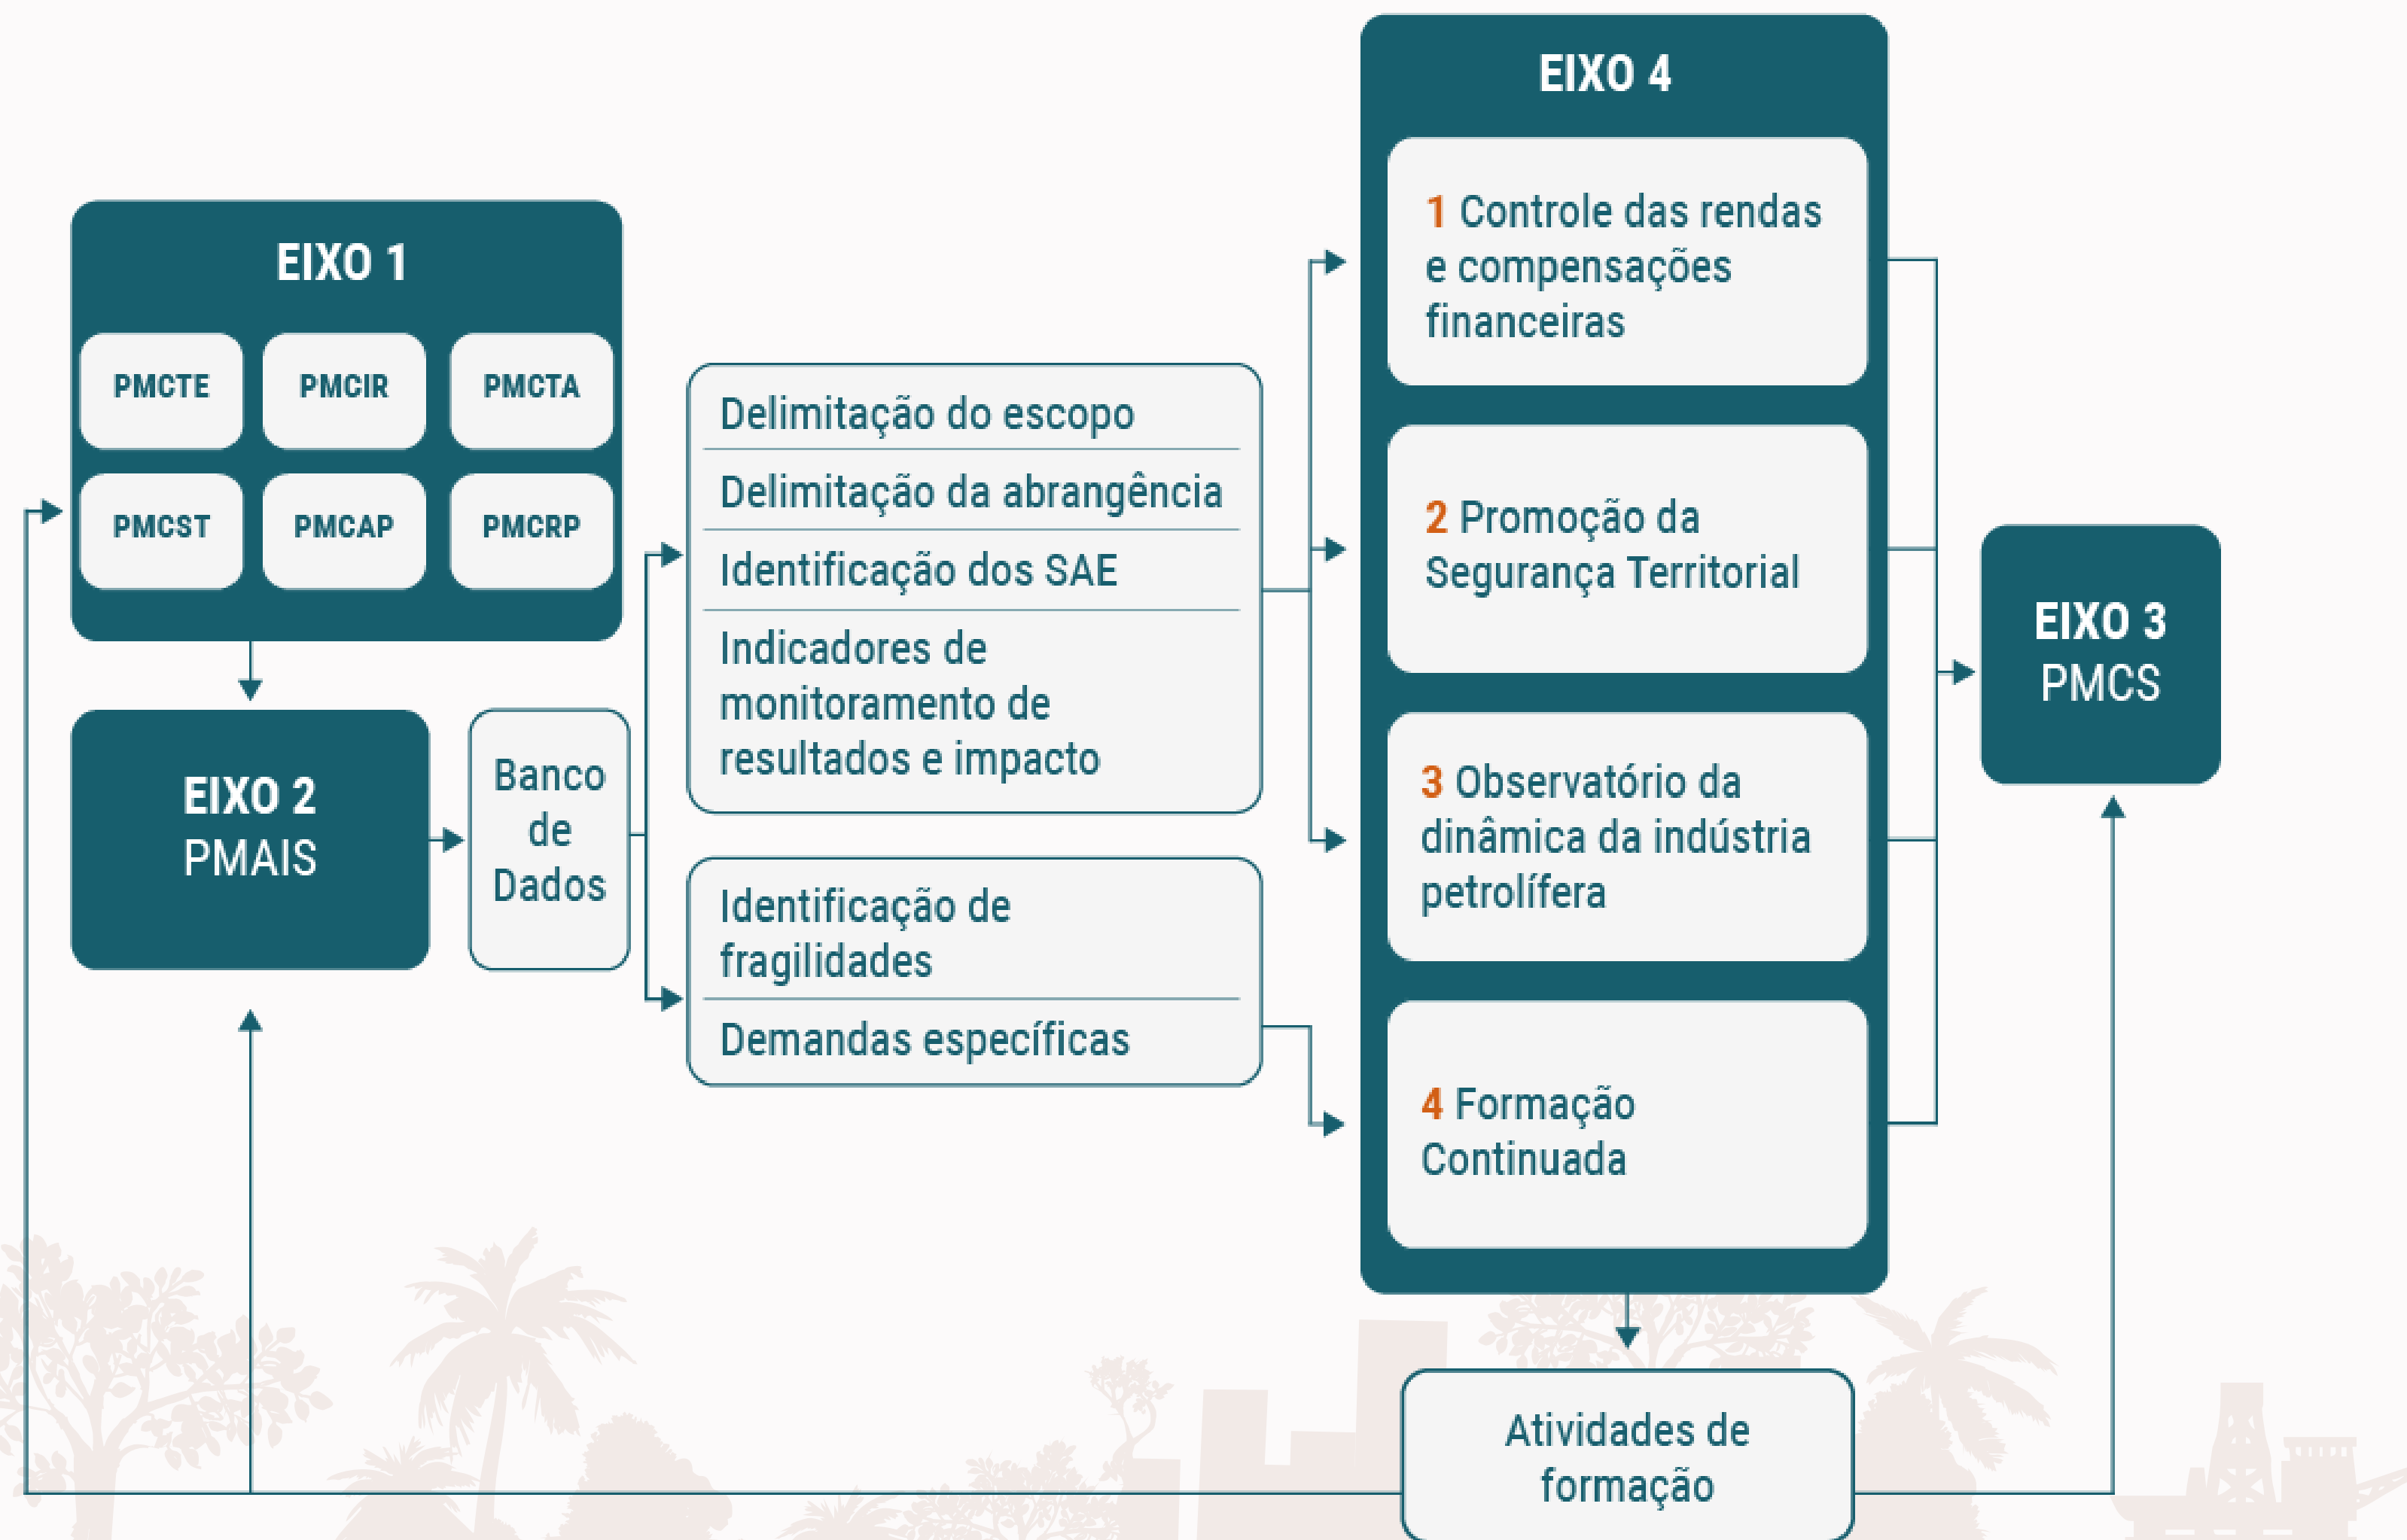 EIXO 1
PMCTE
PMCIR
PMCTA
PMCST
PMCAP
PMCRP
EIXO 2
PMAIS
Banco
de
Dados
Delimitação do escopo
Delimitação da abrangência
Identificação dos SAE
Indicadores de
monitoramento de
resultados e impacto
Identificação de
fragilidades
Demandas específicas
EIXO 4
1 Controle das rendas
e compensações
financeiras
2 Promoção da
Segurança Territorial
3 Observatório da
dinâmica da indústria
petrolífera
4 Formação
Continuada
Atividades de
formação
EIXO 3
PMCS